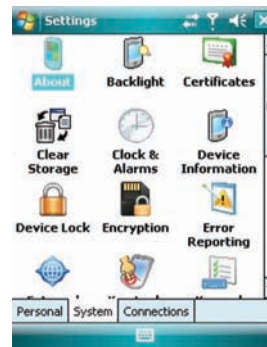 Settings
About
Backlight
Certificates
Clear
Storage
Clock &
Alarms
Device
Information
Device Lock
Encryption
Error
Reporting
Personal
System
Connections